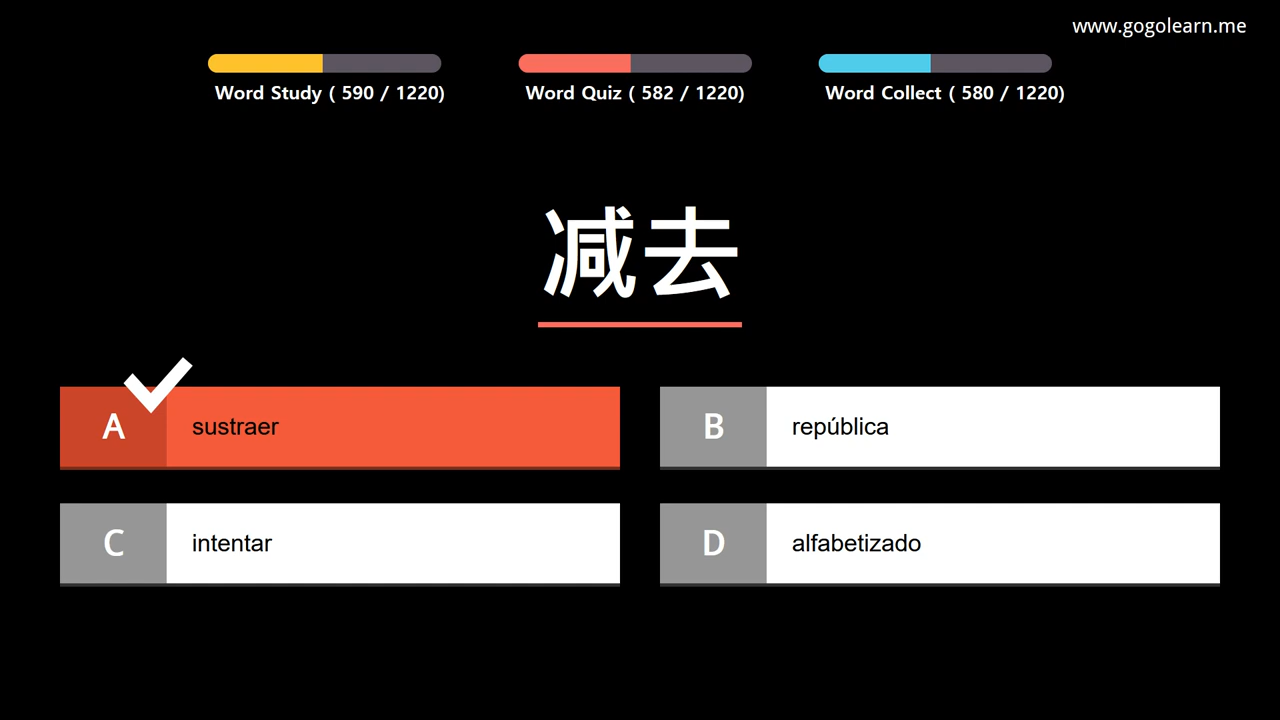 www.gogolearn.me
Word Study ( 590 / 1220)
Word Quiz ( 582 / 1220)
Word Collect ( 580 / 1220)
减去
A sustraer
B república
C intentar
D alfabetizado